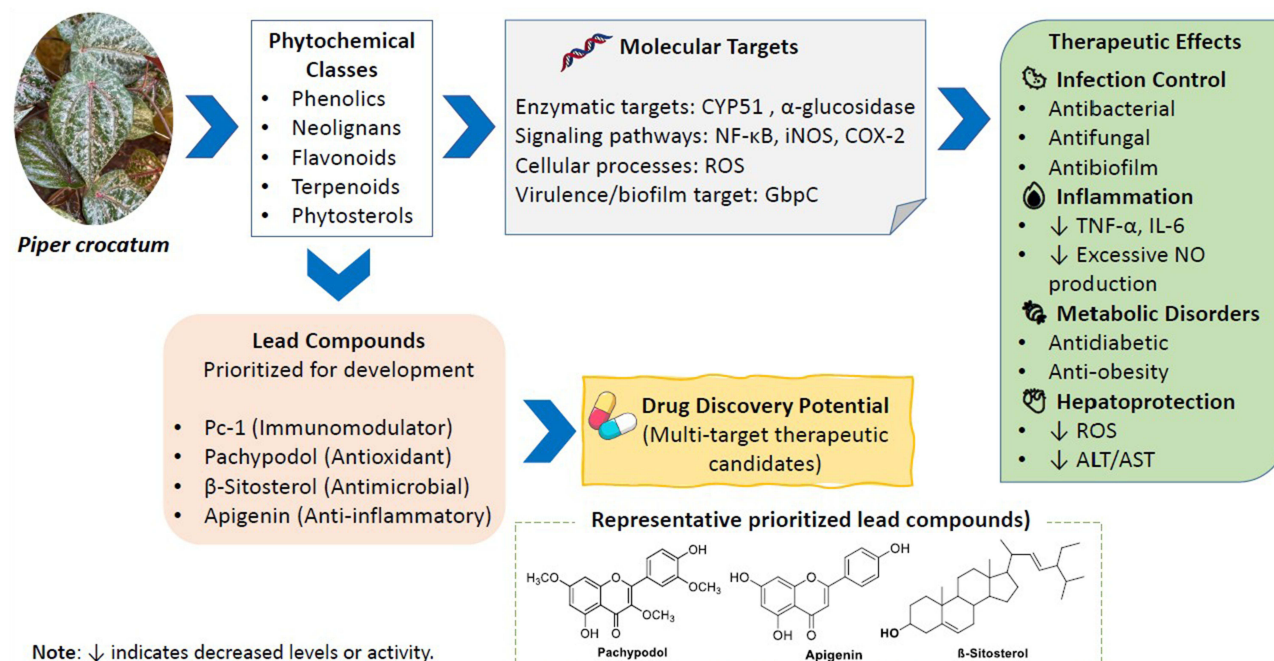 Piper crocatum
Phytochemical
Classes
• Phenolics
• Neolignans
• Flavonoids
• Terpenoids
• Phytosterols
Molecular Targets
Enzymatic targets: CYP51 , α-glucosidase
Signaling pathways: NF-κB, iNOS, COX-2
Cellular processes: ROS
Virulence/biofilm target: GbpC
Therapeutic Effects
Infection Control
• Antibacterial
• Antifungal
• Antibiofilm
Inflammation
• ↓ TNF-α, IL-6
• ↓ Excessive NO
production
Metabolic Disorders
• Antidiabetic
• Anti-obesity
Hepatoprotection
• ↓ ROS
• ↓ ALT/AST
Lead Compounds
Prioritized for development
• Pc-1 (Immunomodulator)
• Pachypodol (Antioxidant)
• β-Sitosterol (Antimicrobial)
• Apigenin (Anti-inflammatory)
Drug Discovery Potential
(Multi-target therapeutic
candidates)
Representative prioritized lead compounds)
OH
H₃CO
O
OCH₃
OCH₃
OH
O
Pachypodol
OH
HO
O
OH
O
Apigenin
HO
ß-Sitosterol
Note: ↓ indicates decreased levels or activity.